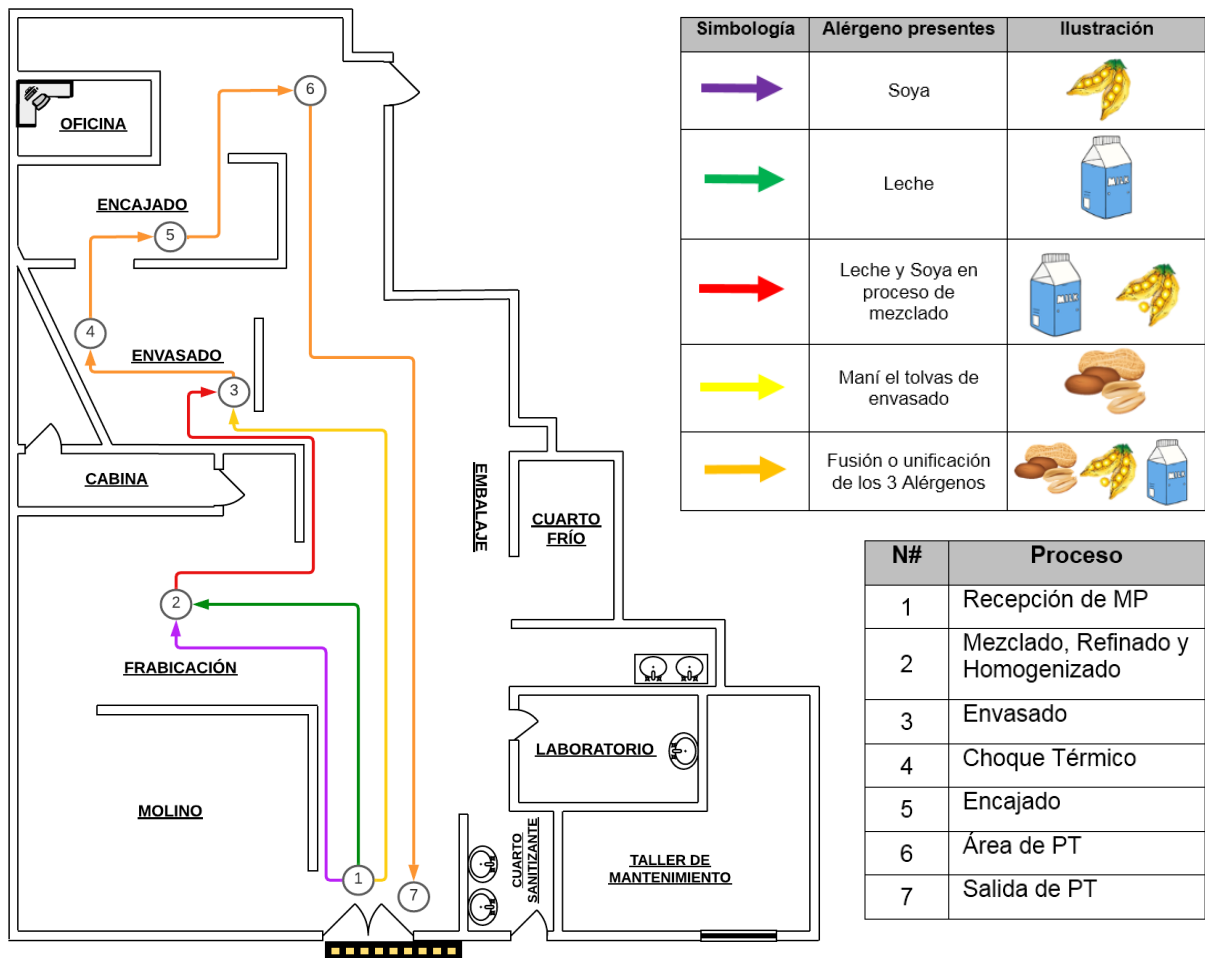 OFICINA
ENCAJADO
ENVASADO
CABINA
FRABICACIÓN
MOLINO
EMBALAJE
CUARTO
FRÍO
LABORATORIO
CUARTO
SANITIZANTE
TALLER DE
MANTENIMIENTO
1
2
3
4
5
6
7
Simbología Alérgeno presentes Ilustración
Soya
Leche
MILK
Leche y Soya en
proceso de
mezclado
MILK
Maní el tolvas de
envasado
Fusión o unificación
de los 3 Alérgenos
MILK
N# Proceso
1 Recepción de MP
2 Mezclado, Refinado y
Homogenizado
3 Envasado
4 Choque Térmico
5 Encajado
6 Área de PT
7 Salida de PT